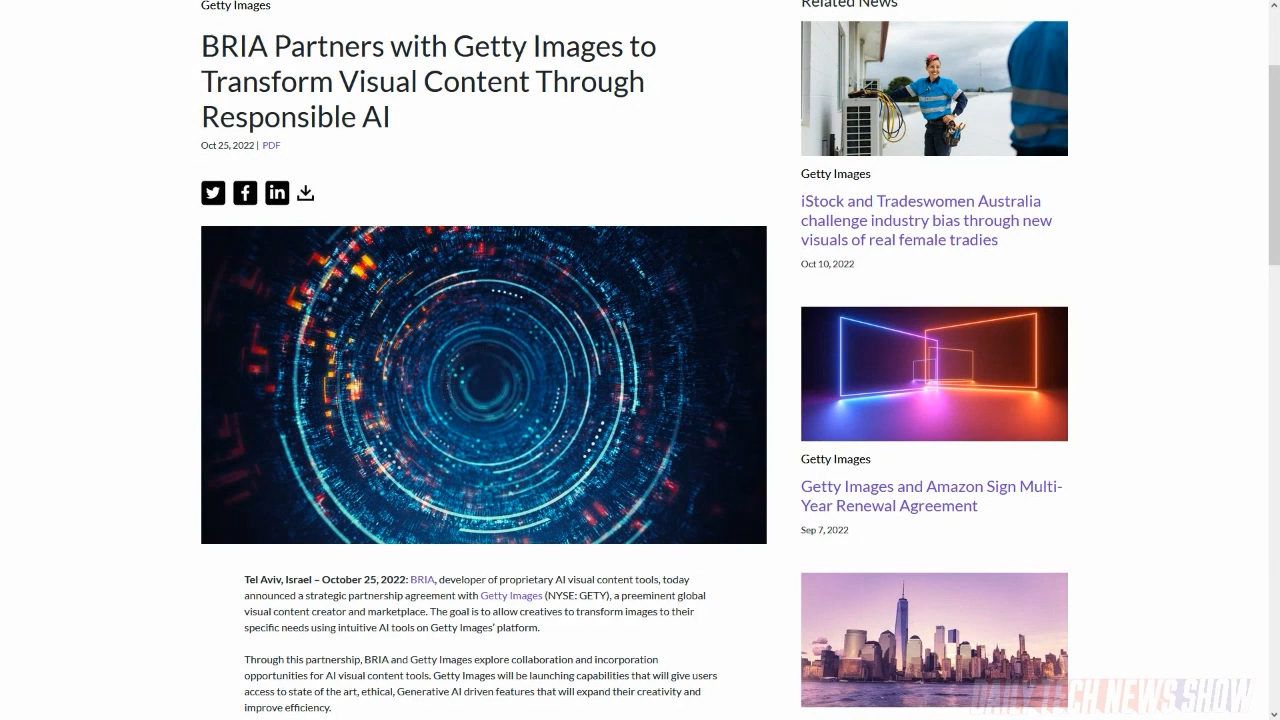 Getty Images
BRIA Partners with Getty Images to
Transform Visual Content Through
Responsible AI
Oct 25, 2022 | PDF
Tel Aviv, Israel – October 25, 2022: BRIA, developer of proprietary AI visual content tools, today
announced a strategic partnership agreement with Getty Images (NYSE: GETY), a preeminent global
visual content creator and marketplace. The goal is to allow creatives to transform images to their
specific needs using intuitive AI tools on Getty Images' platform.
Through this partnership, BRIA and Getty Images explore collaboration and incorporation
opportunities for AI visual content tools. Getty Images will be launching capabilities that will give users
access to state of the art, ethical, Generative AI driven features that will expand their creativity and
improve efficiency.
Related News
Getty Images
iStock and Tradeswomen Australia
challenge industry bias through new
visuals of real female tradies
Oct 10, 2022
Getty Images
Getty Images and Amazon Sign Multi-
Year Renewal Agreement
Sep 7, 2022
DAILY TECH NEWS SHOW